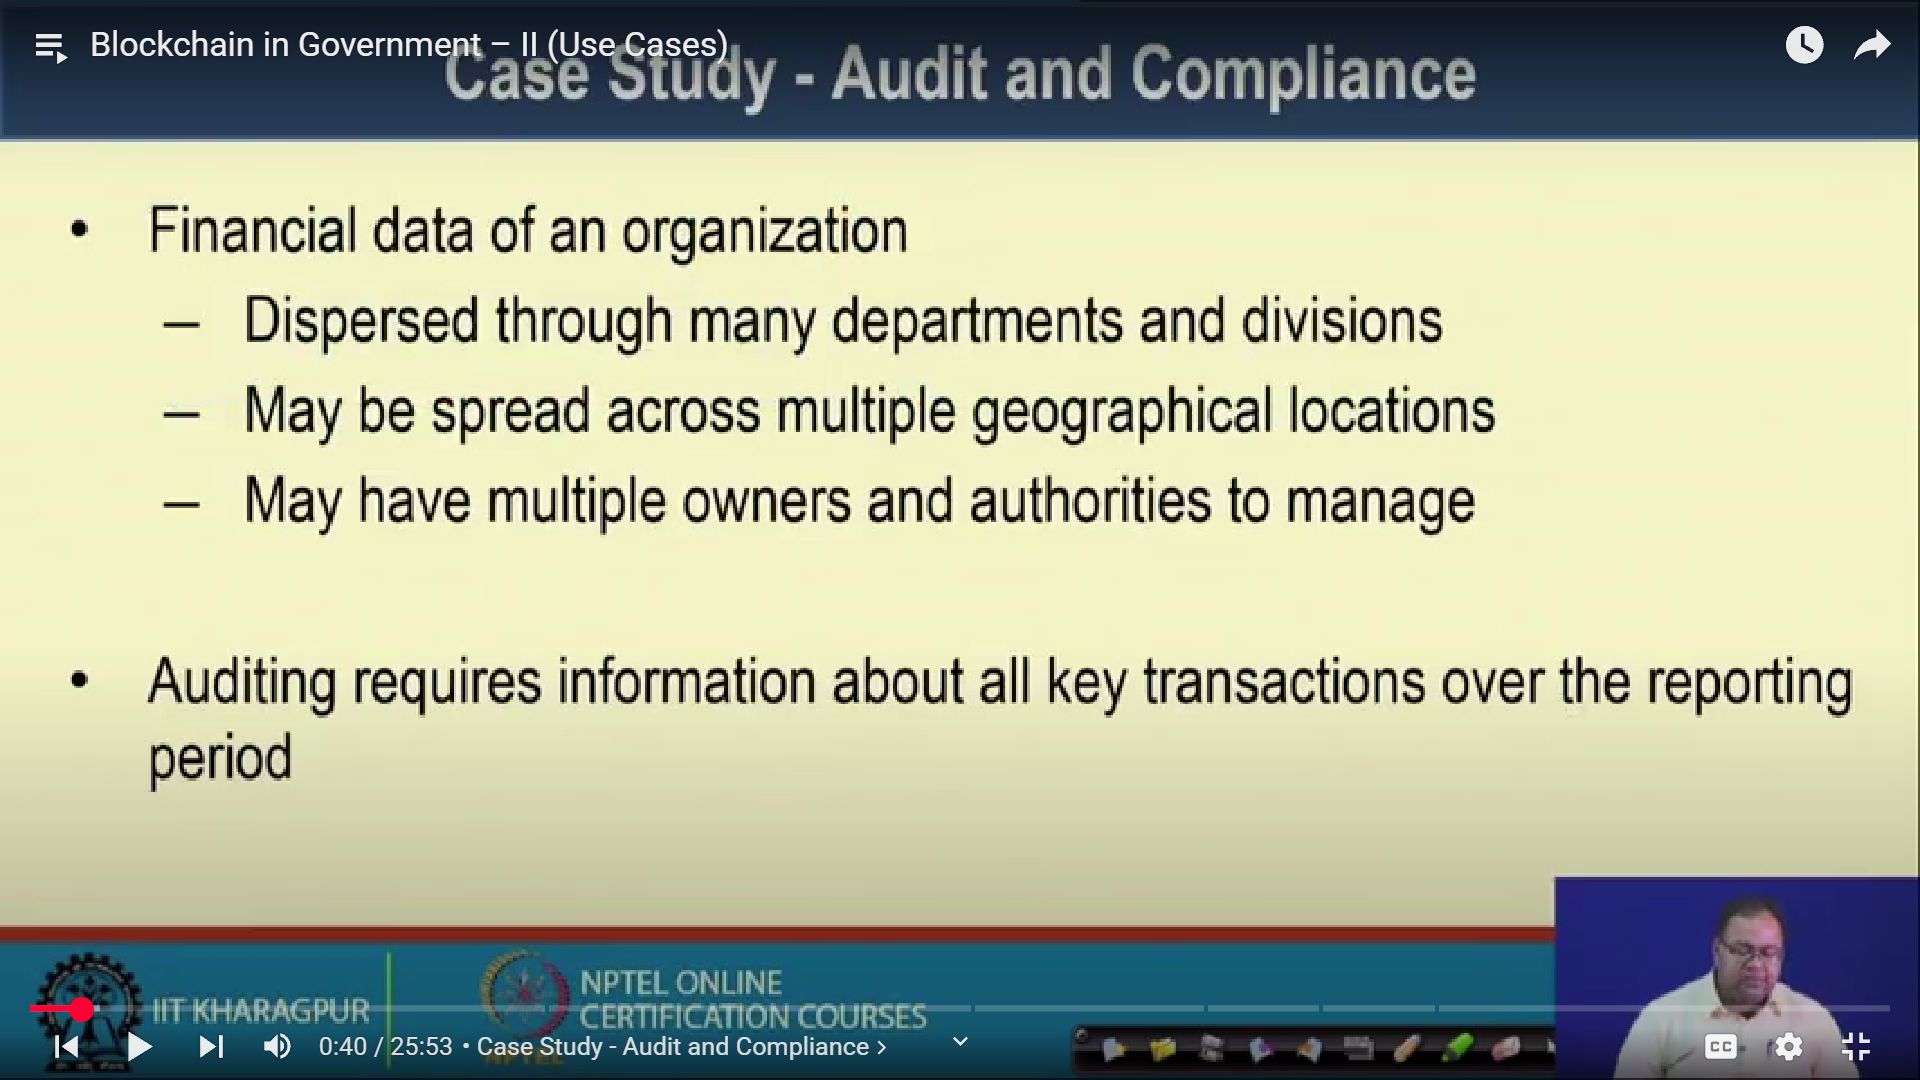 Blockchain in Government – II (Use Cases)
Case Study - Audit and Compliance
• Financial data of an organization
– Dispersed through many departments and divisions
– May be spread across multiple geographical locations
– May have multiple owners and authorities to manage
• Auditing requires information about all key transactions over the reporting
period
IIT KHARAGPUR
NPTEL ONLINE
CERTIFICATION COURSES
NPTEL
0:40 / 25:53 • Case Study - Audit and Compliance >
CC